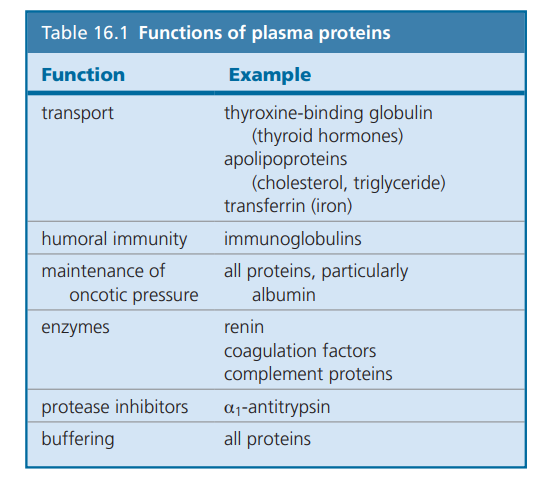 Table 16.1 Functions of plasma proteins
Function Example
transport thyroxine-binding globulin
(thyroid hormones)
apolipoproteins
(cholesterol, triglyceride)
transferrin (iron)
humoral immunity immunoglobulins
maintenance of all proteins, particularly
oncotic pressure albumin
enzymes renin
coagulation factors
complement proteins
protease inhibitors α₁-antitrypsin
buffering all proteins